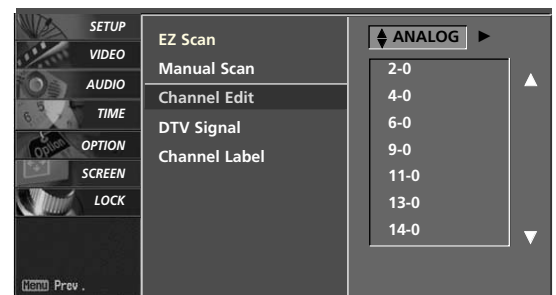 SETUP
VIDEO
AUDIO
TIME
Option OPTION
SCREEN
LOCK
Menu Prev .
EZ Scan
Manual Scan
Channel Edit
DTV Signal
Channel Label
ANALOG
2-0
4-0
6-0
9-0
11-0
13-0
14-0